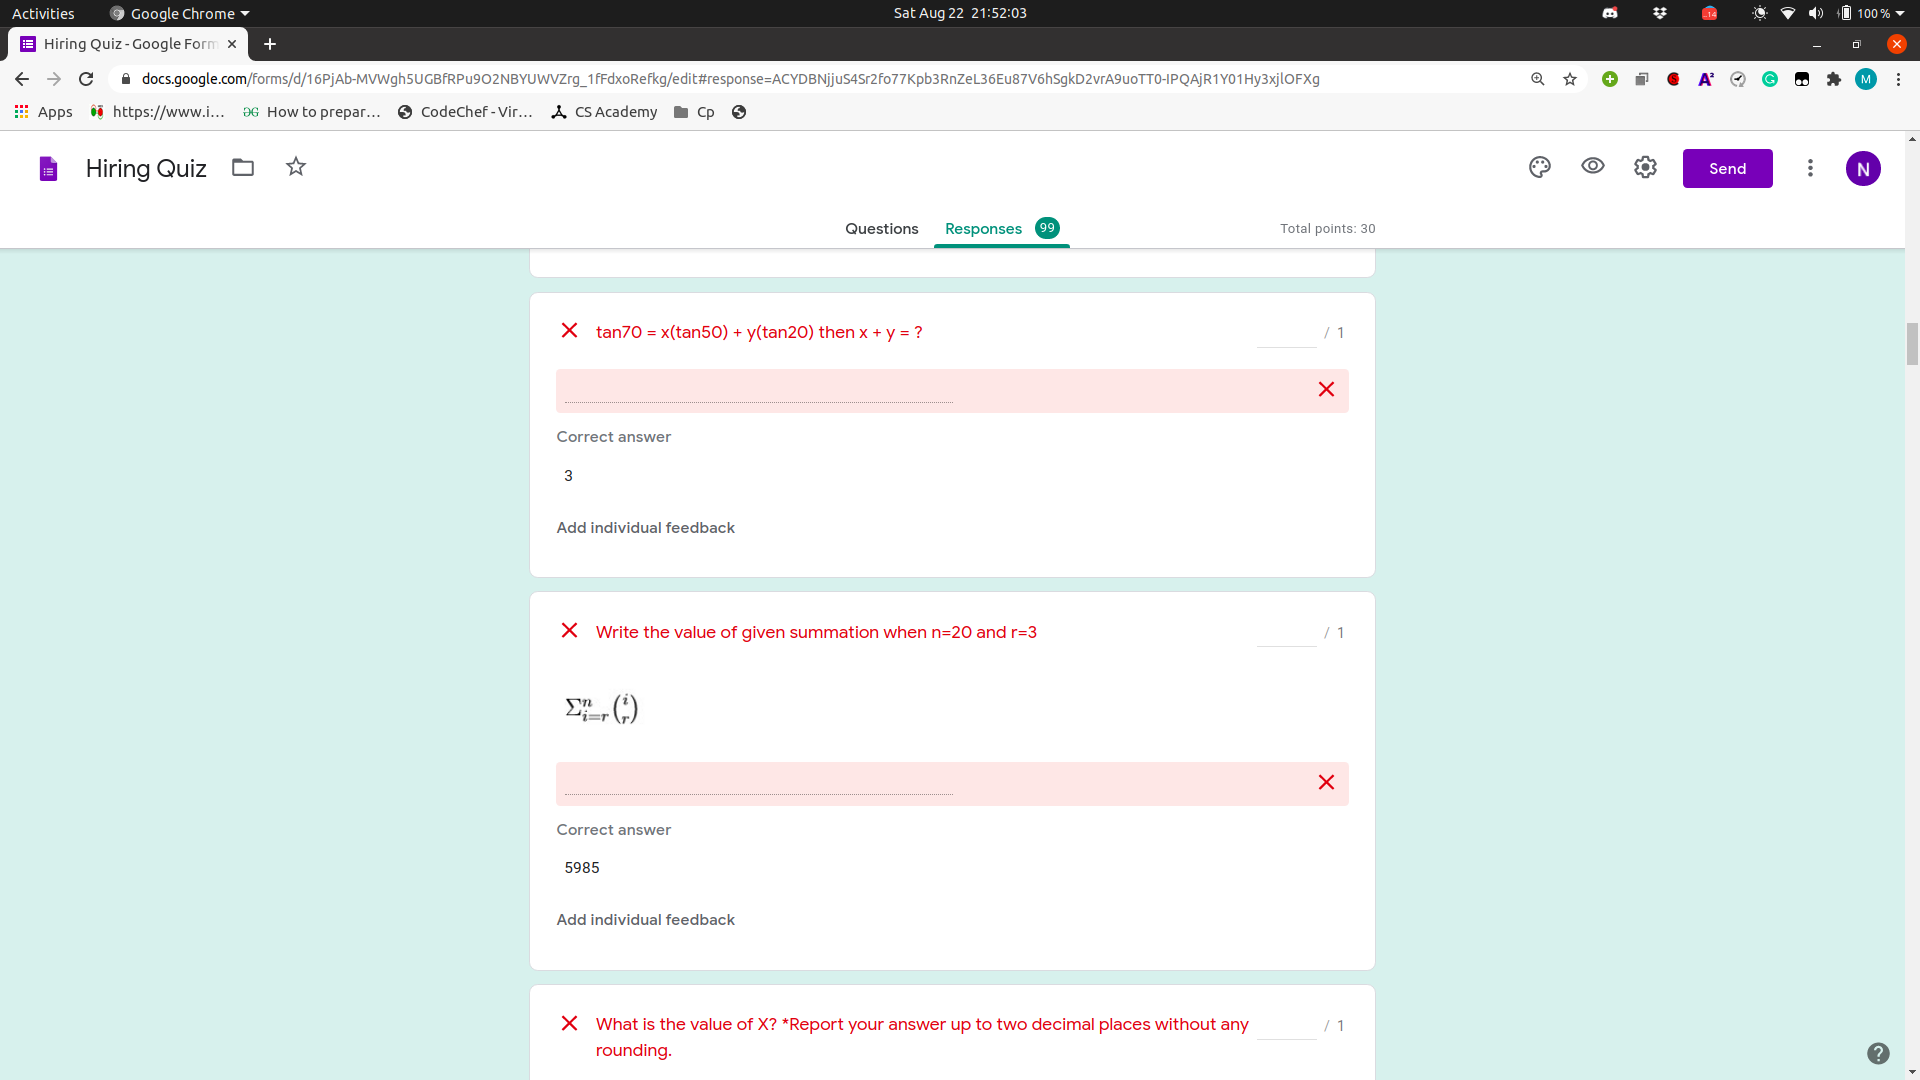 Activities Google Chrome Sat Aug 22 21:52:03 100 %
Hiring Quiz - Google Form
docs.google.com/forms/d/16PjAb-MVWgh5UGBfRPu9O2NBYUWVZrg_1fFdxoRefkg/edit#response=ACYDBNjjuS4Sr2fo77Kpb3RnZeL36Eu87V6hSgkD2vrA9uoTT0-IPQAjR1Y01Hy3xjlOFXg
Apps https://www.i... How to prepar... CodeChef - Vir... CS Academy Cp
Hiring Quiz Send N
Questions Responses 99 Total points: 30
tan70 = x(tan50) + y(tan20) then x + y = ? / 1
Correct answer
3
Add individual feedback
Write the value of given summation when n=20 and r=3 / 1
Σⁿᵢ₌ᵣ (i r)
Correct answer
5985
Add individual feedback
What is the value of X? *Report your answer up to two decimal places without any / 1
rounding.